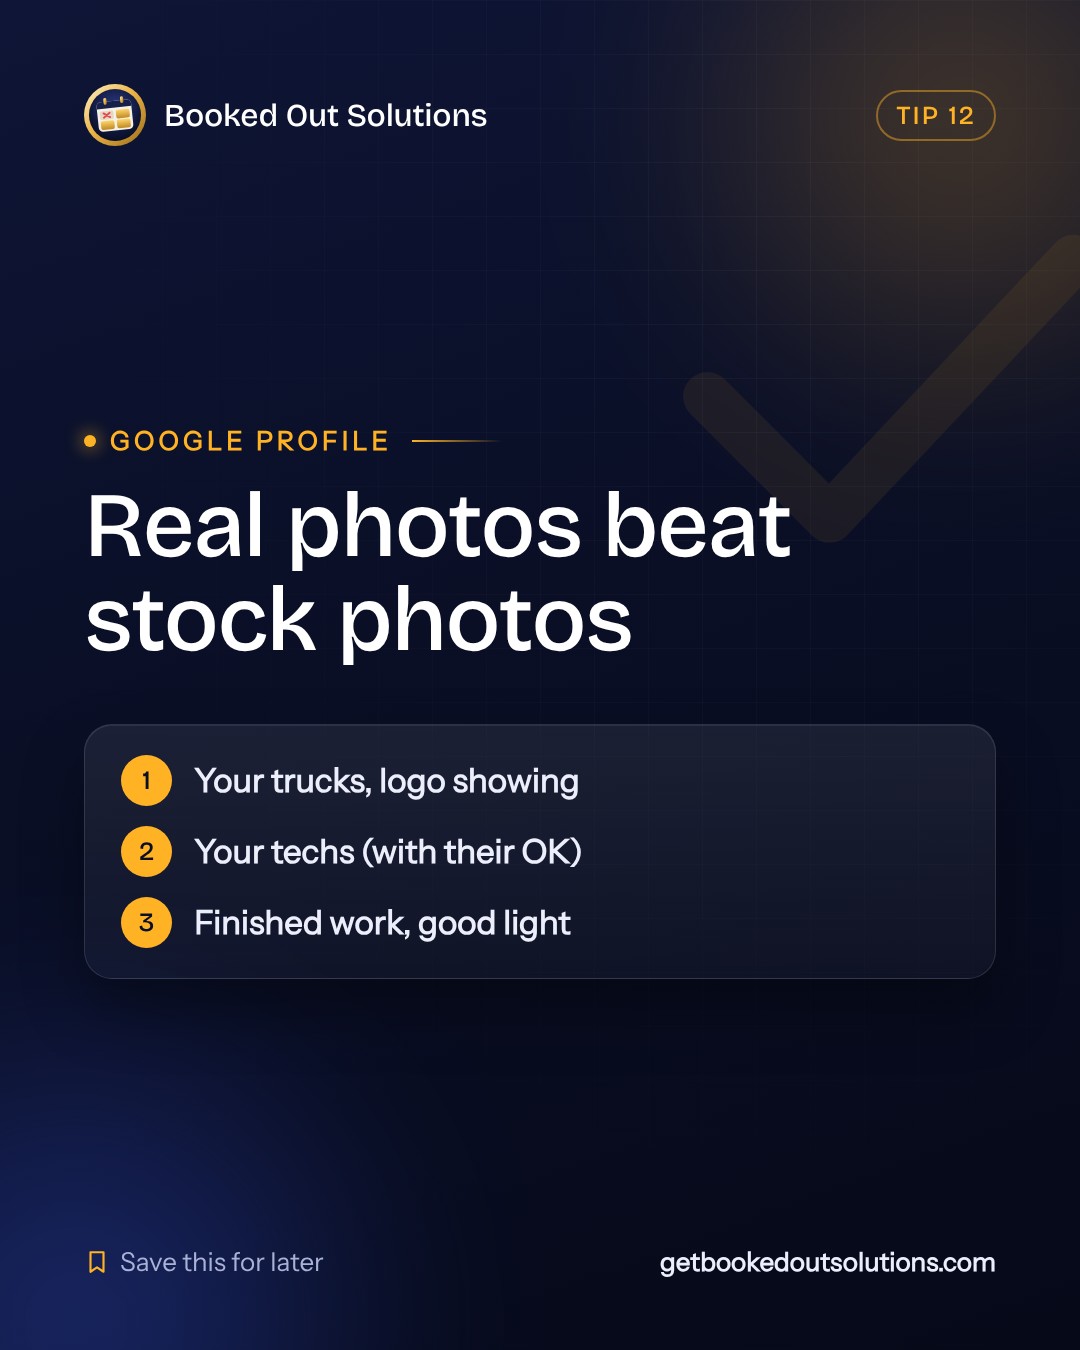 Booked Out Solutions
TIP 12
GOOGLE PROFILE
Real photos beat
stock photos
1 Your trucks, logo showing
2 Your techs (with their OK)
3 Finished work, good light
Save this for later
getbookedoutsolutions.com